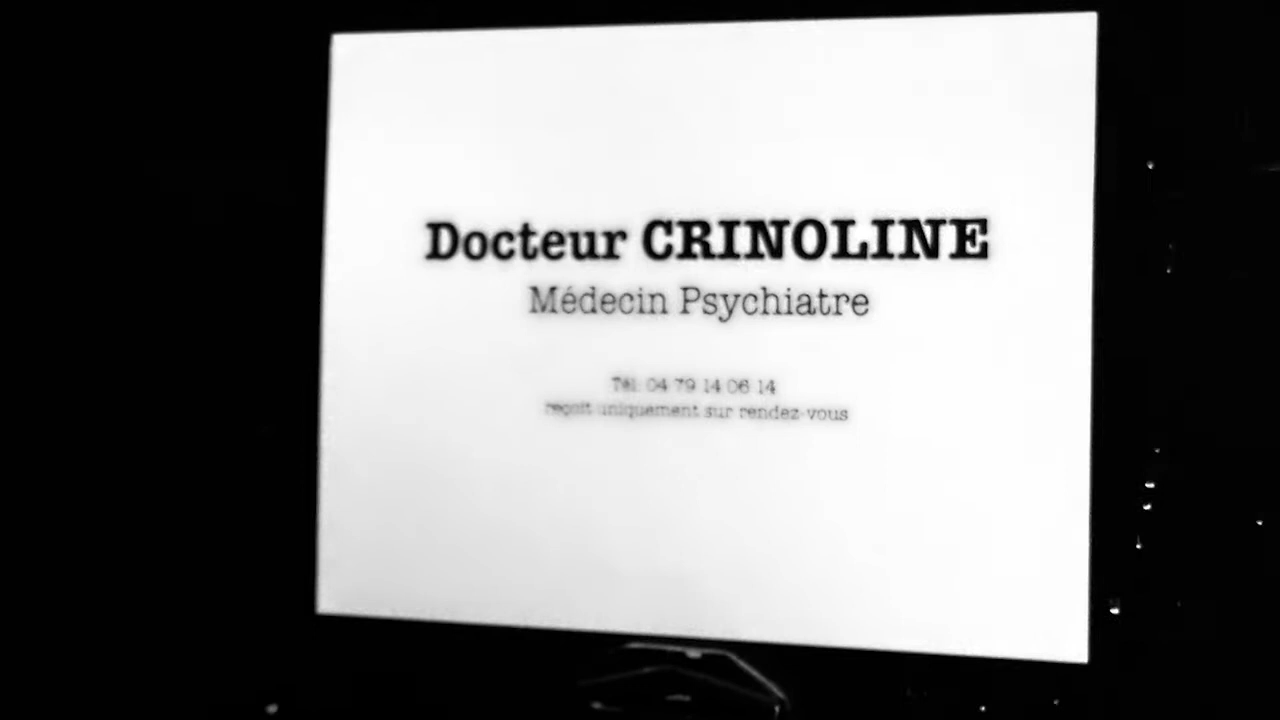 Docteur CRINOLINE
Médecin Psychiatre
Tél: 04 79 14 06 14
reçoit uniquement sur rendez-vous